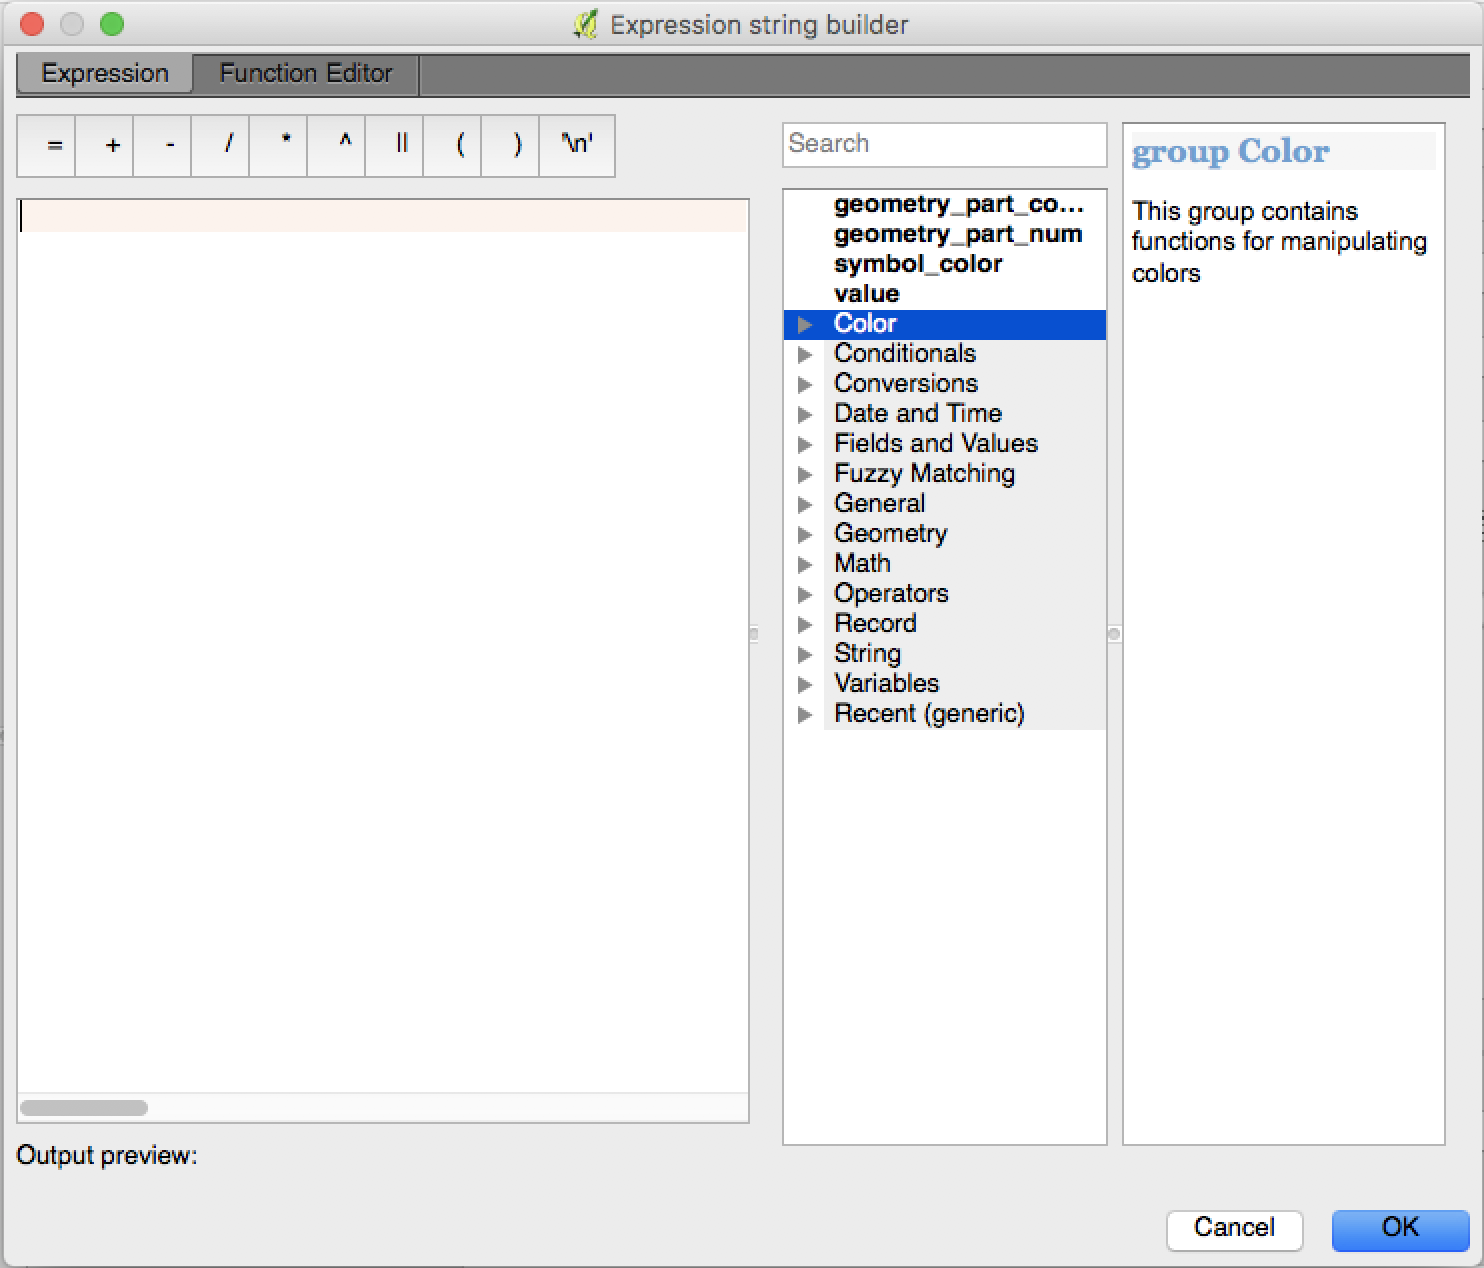 Expression string builder
Expression Function Editor
= + - / * ^ || ( ) '\n'
Search
geometry_part_co...
geometry_part_num
symbol_color
value
Color
Conditionals
Conversions
Date and Time
Fields and Values
Fuzzy Matching
General
Geometry
Math
Operators
Record
String
Variables
Recent (generic)
group Color
This group contains
functions for manipulating
colors
Output preview:
Cancel OK